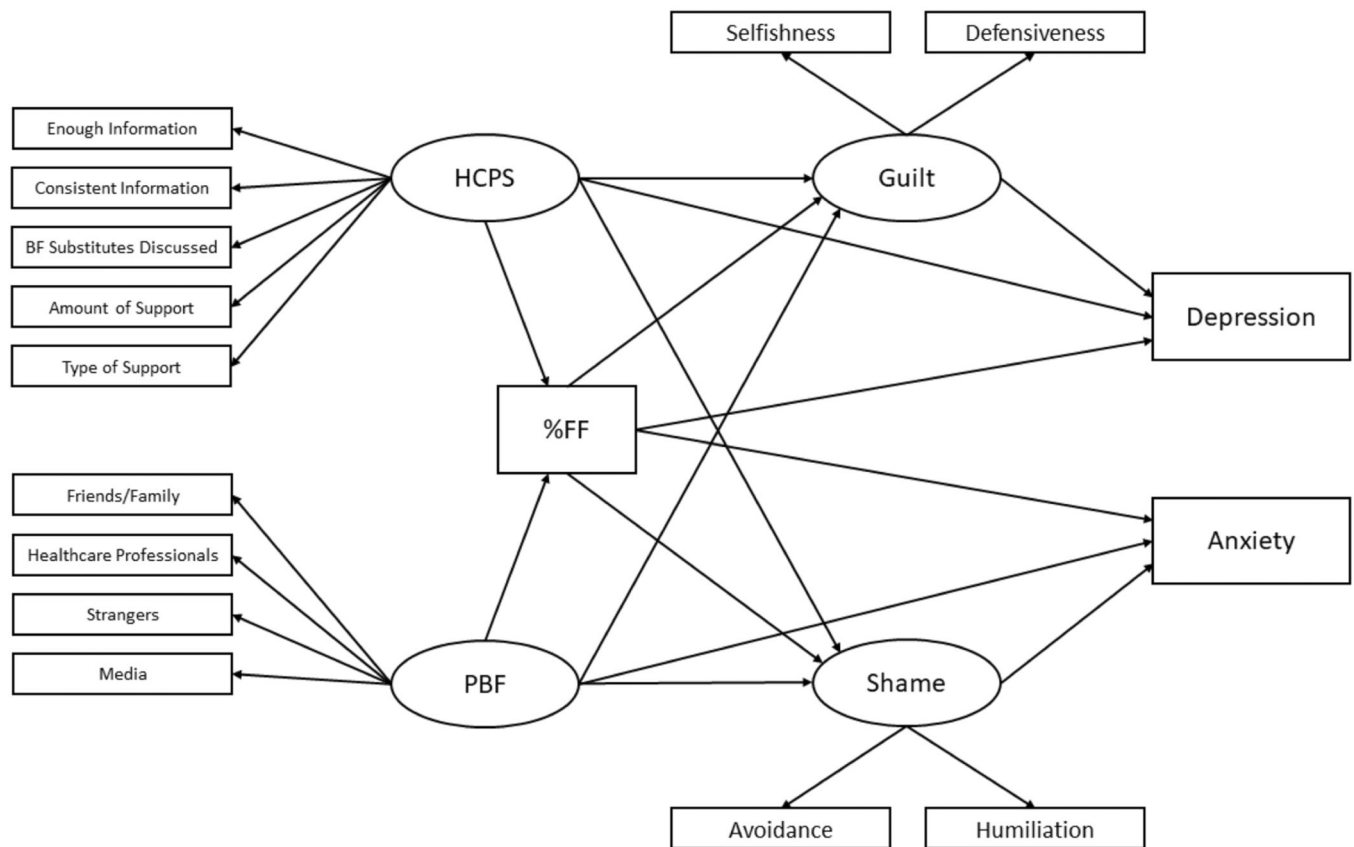 Selfishness
Defensiveness
Enough Information
Consistent Information
BF Substitutes Discussed
Amount of Support
Type of Support
HCPS
Guilt
Depression
%FF
Friends/Family
Healthcare Professionals
Strangers
Media
PBF
Shame
Anxiety
Avoidance
Humiliation